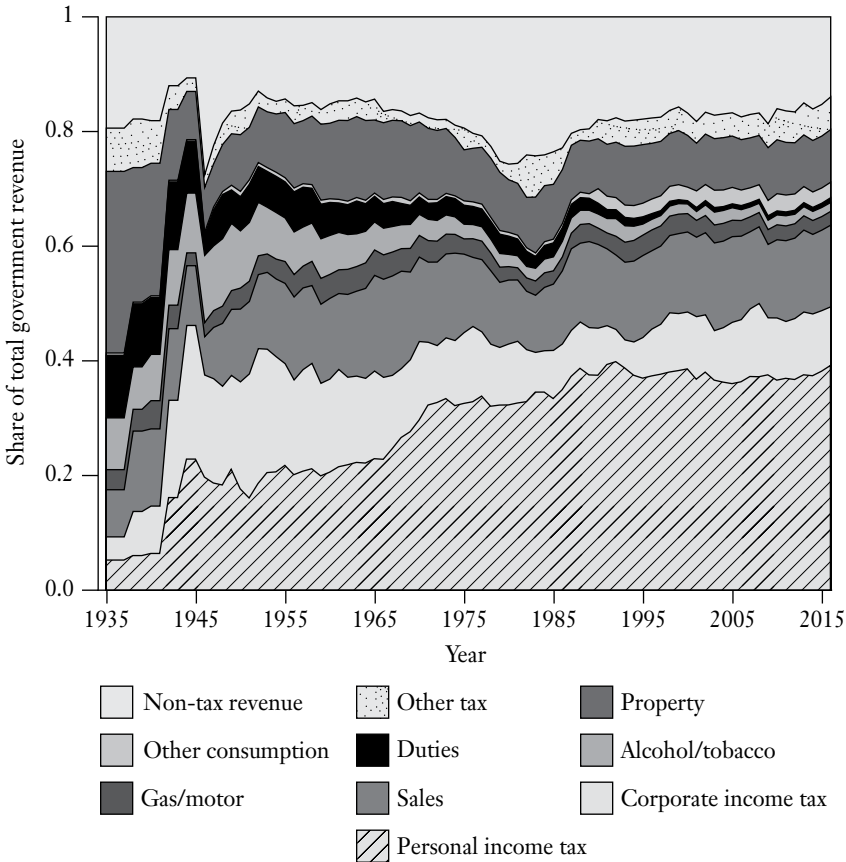 Share of total government revenue
1
0.8
0.6
0.4
0.2
0.0
1935 1945 1955 1965 1975 1985 1995 2005 2015
Year
Non-tax revenue Other tax Property
Other consumption Duties Alcohol/tobacco
Gas/motor Sales Corporate income tax
Personal income tax